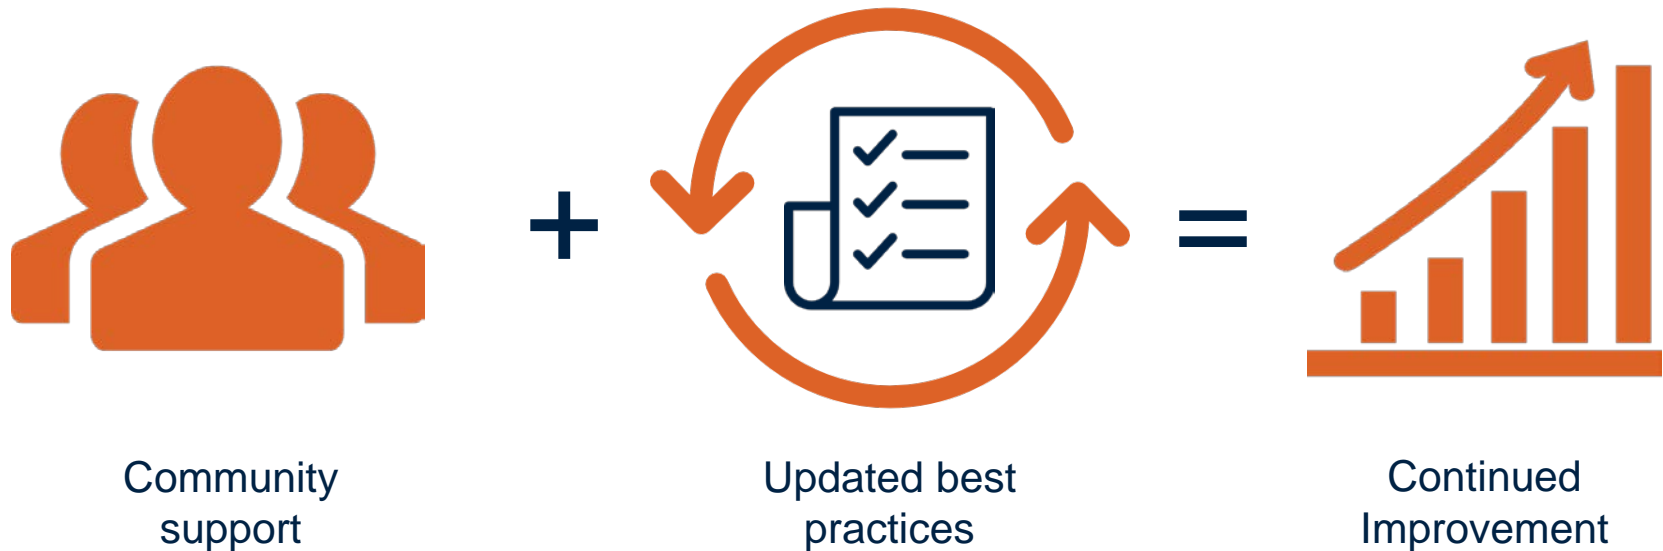 +
=
Community
support
Updated best
practices
Continued
Improvement